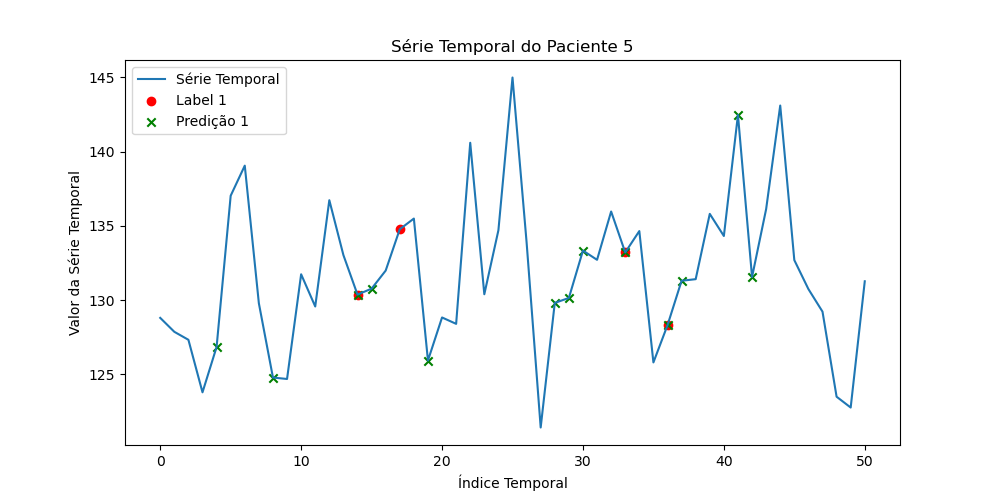 Série Temporal do Paciente 5
Série Temporal
Label 1
Predição 1
Valor da Série Temporal
145
140
135
130
125
0 10 20 30 40 50
Índice Temporal